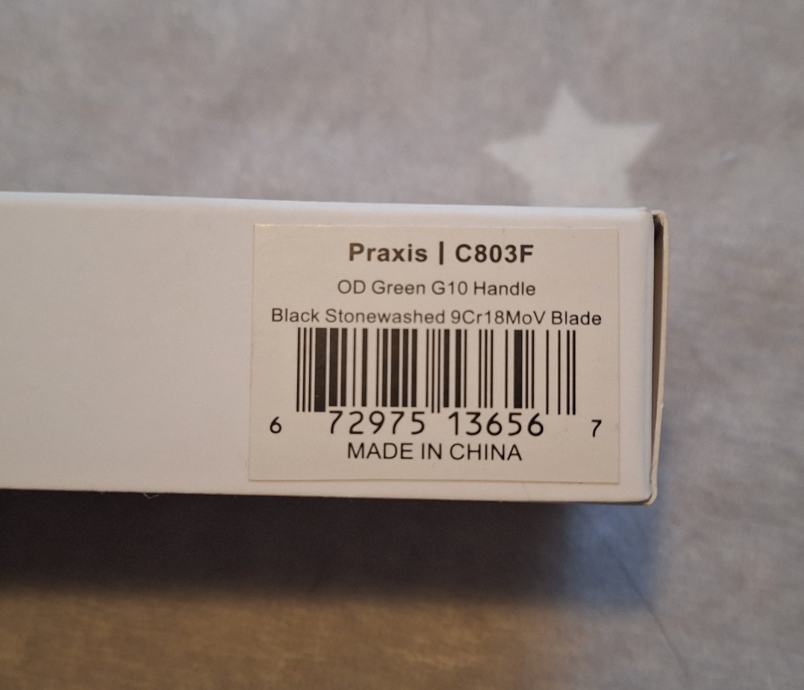 Praxis | C803F
OD Green G10 Handle
Black Stonewashed 9Cr18MoV Blade
6 72975 13656 7
MADE IN CHINA